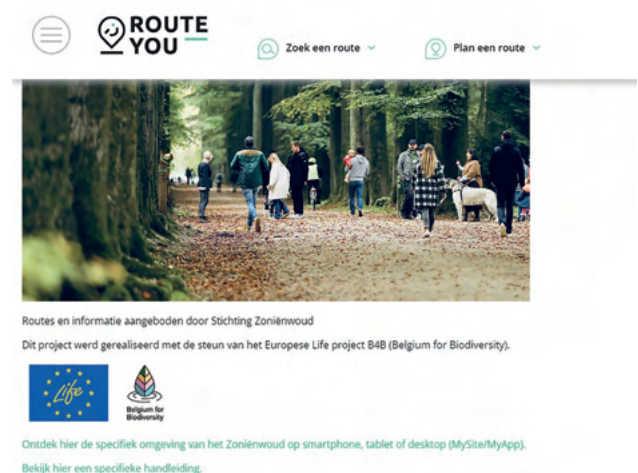 ROUTE
YOU
Zoek een route
Plan een route
Routes en informatie aangeboden door Stichting Zoniënwoud
Dit project werd gerealiseerd met de steun van het Europese Life project B4B (Belgium for Biodiversity).
Life
Belgium for
Biodiversity
Ontdek hier de specifiek omgeving van het Zoniënwoud op smartphone, tablet of desktop (MySite/MyApp).
Bekijk hier een specifieke handleiding.